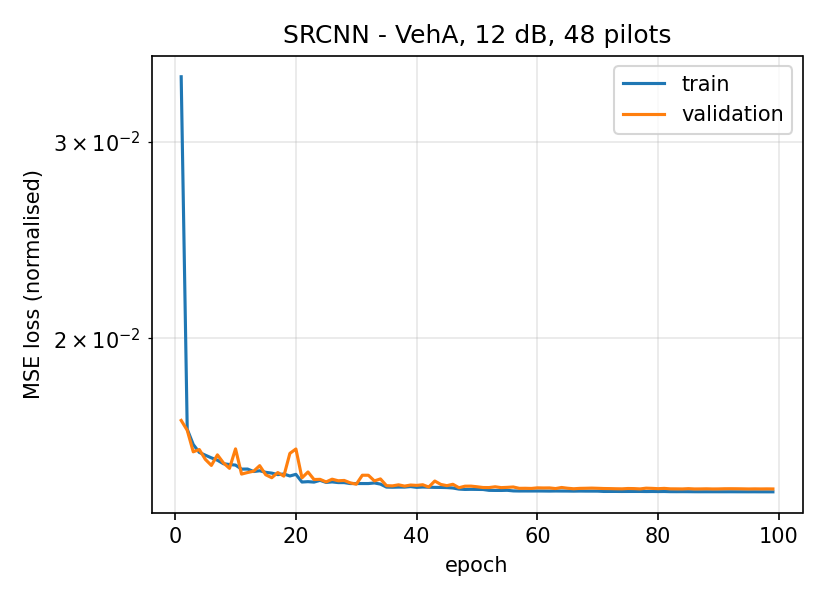 SRCNN - VehA, 12 dB, 48 pilots
train
validation
3 × 10⁻²
2 × 10⁻²
MSE loss (normalised)
0 20 40 60 80 100
epoch